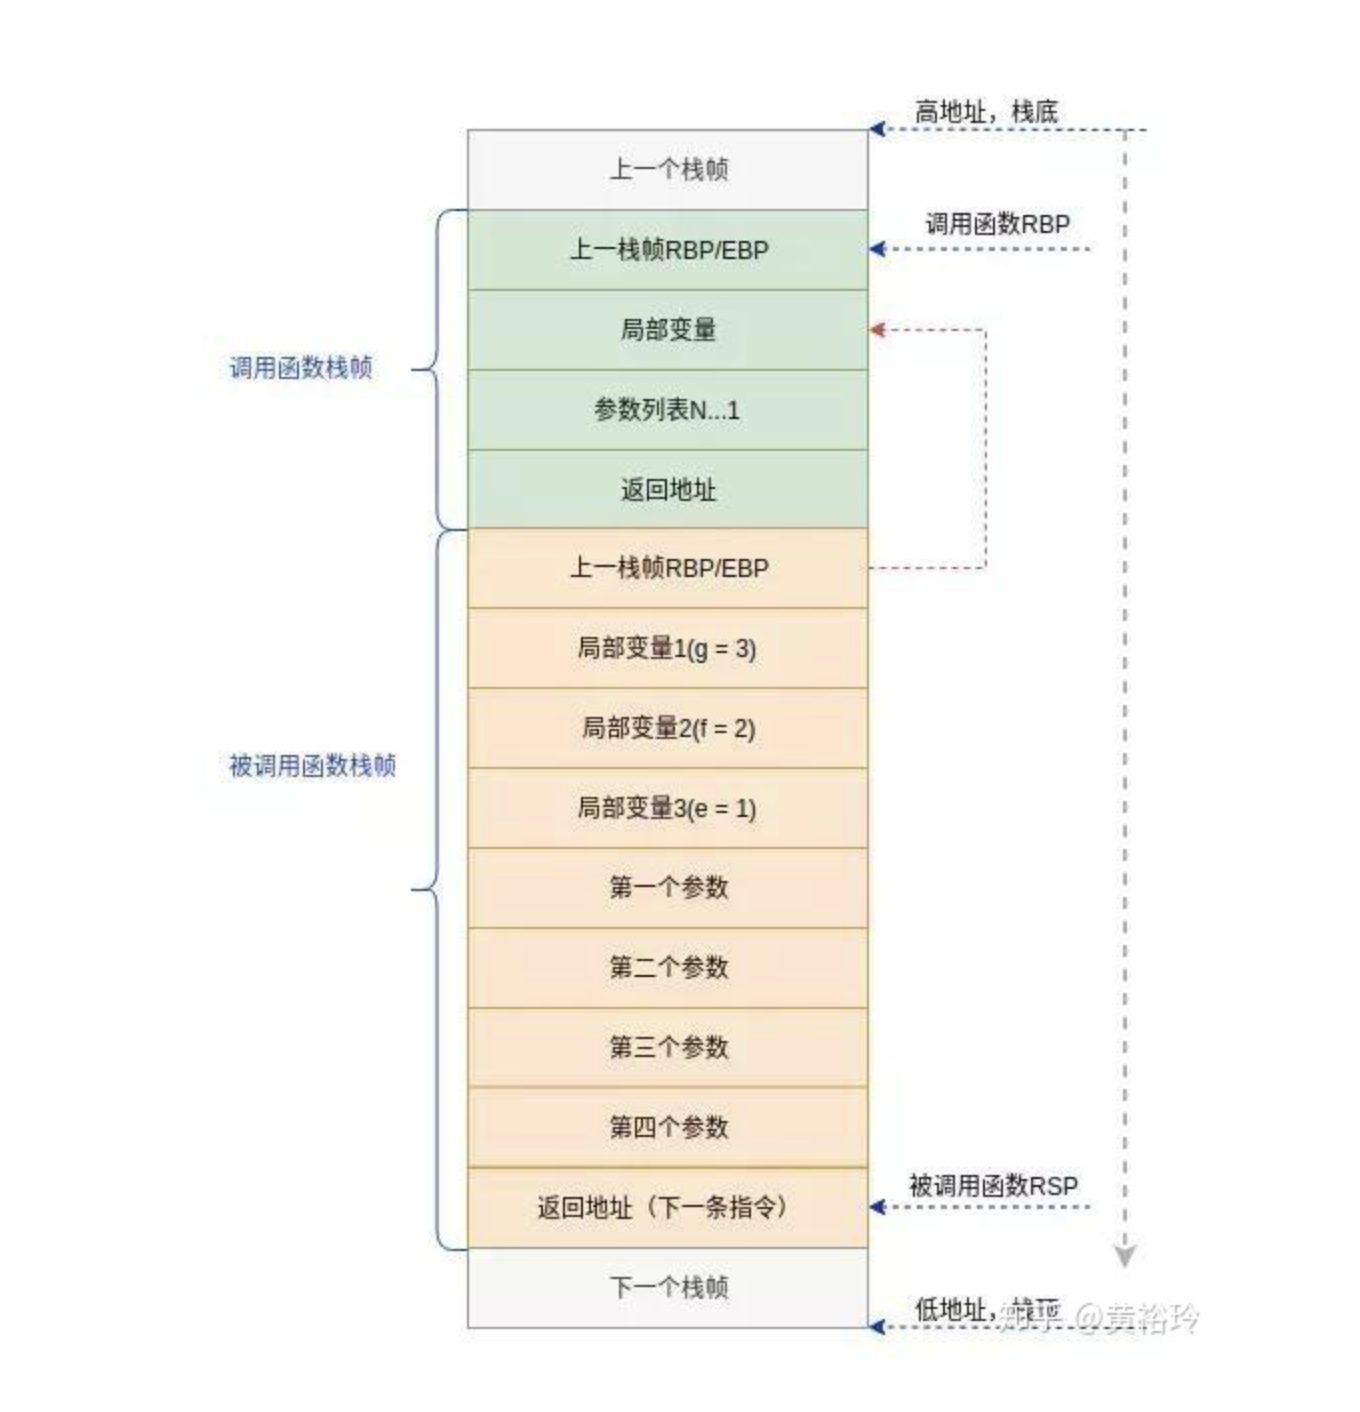 高地址，栈底
上一个栈帧
调用函数RBP
上一栈帧RBP/EBP
局部变量
调用函数栈帧
参数列表N...1
返回地址
上一栈帧RBP/EBP
局部变量1(g = 3)
局部变量2(f = 2)
被调用函数栈帧
局部变量3(e = 1)
第一个参数
第二个参数
第三个参数
第四个参数
被调用函数RSP
返回地址（下一条指令）
下一个栈帧
低地址，栈顶
知乎 @黄裕玲